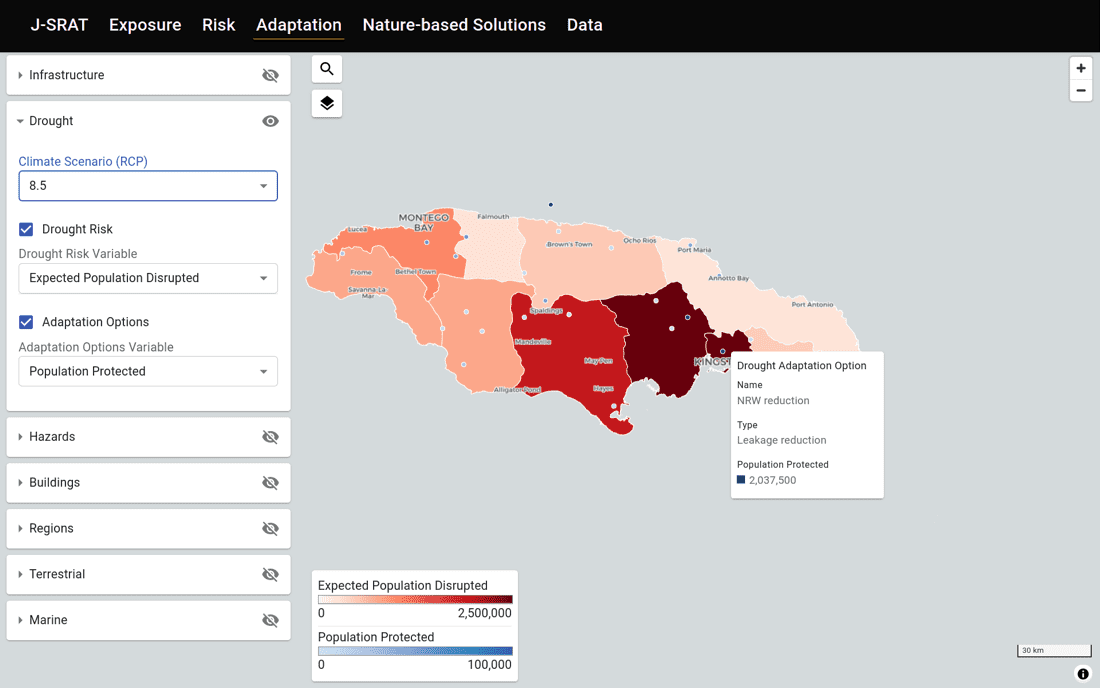 J-SRAT Exposure Risk Adaptation Nature-based Solutions Data
Infrastructure
Drought
Climate Scenario (RCP)
8.5
Drought Risk
Drought Risk Variable
Expected Population Disrupted
Adaptation Options
Adaptation Options Variable
Population Protected
Hazards
Buildings
Regions
Terrestrial
Marine
+
−
MONTEGO
BAY
Falmouth
Lucea
Brown's Town
Ocho Rios
Port Maria
Frome
Bethel Town
Annotto Bay
Savanna-La
Mar
Port Antonio
Spaldings
Mandeville
May Pen
KINGST
Alligator Pond
Hayes
Drought Adaptation Option
Name
NRW reduction
Type
Leakage reduction
Population Protected
2,037,500
Expected Population Disrupted
0 2,500,000
Population Protected
0 100,000
30 km